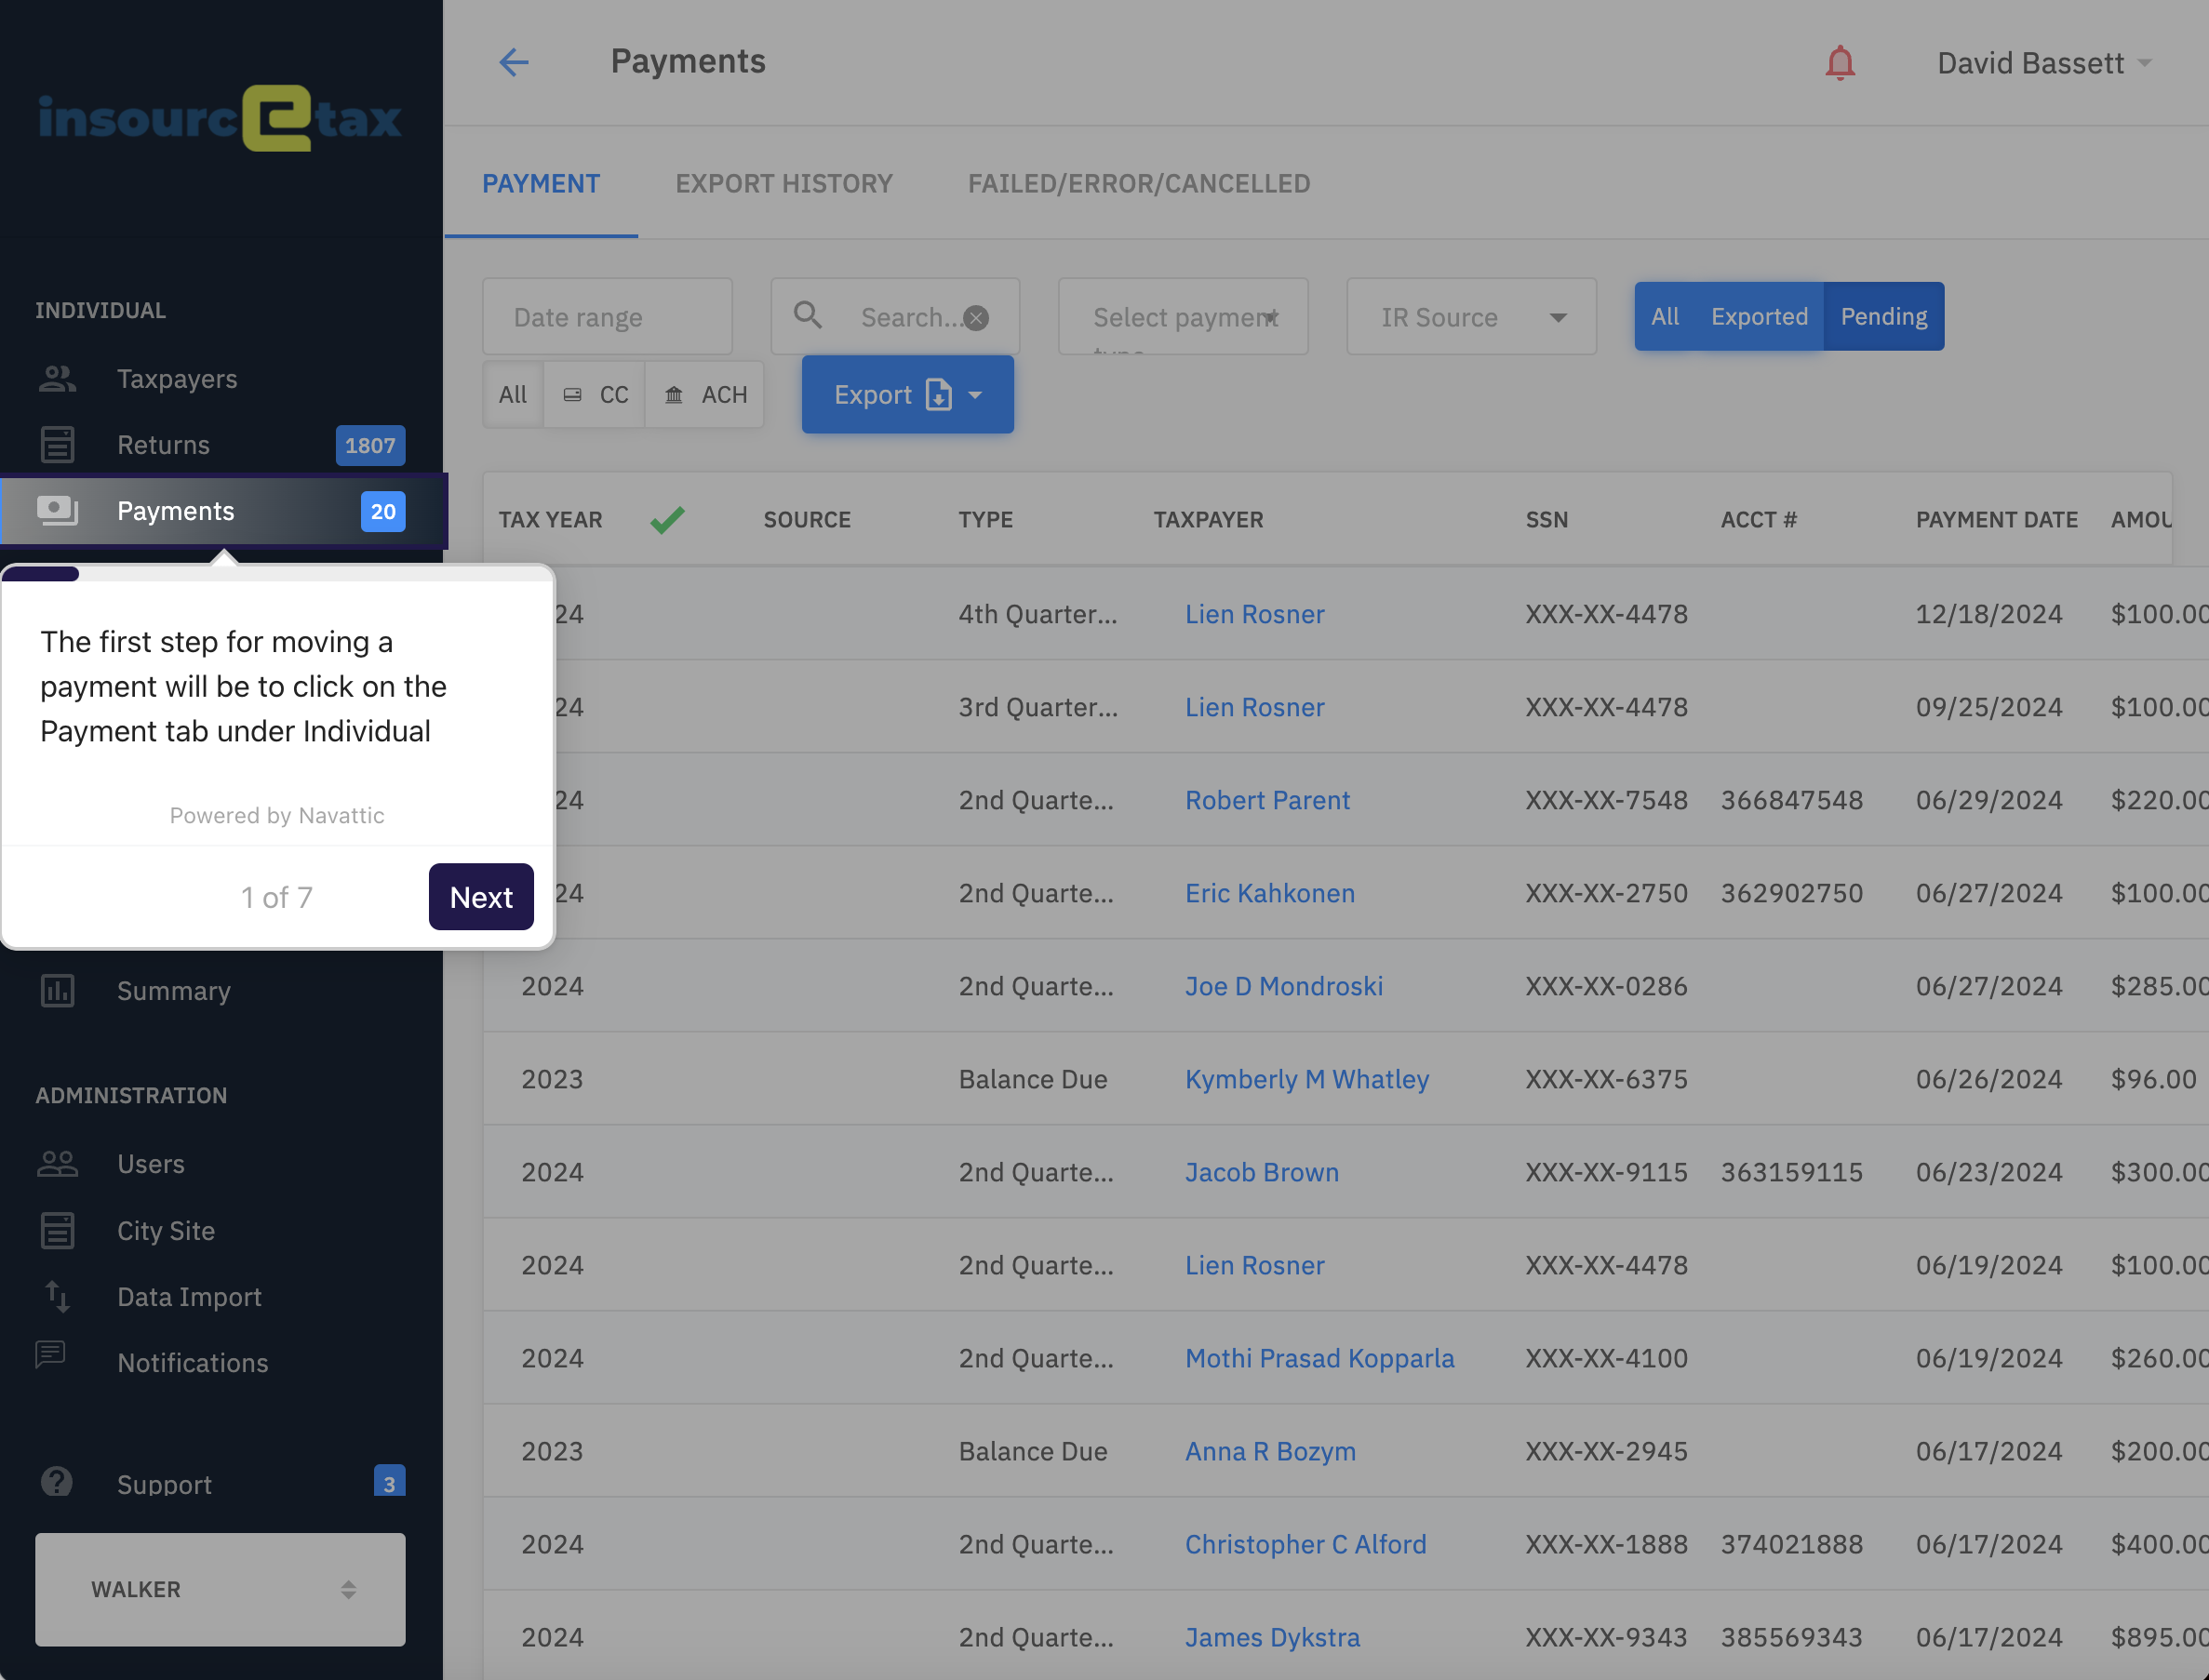 insourcetax
INDIVIDUAL
Taxpayers
Returns 1807
Payments 20
The first step for moving a
payment will be to click on the
Payment tab under Individual
Powered by Navattic
1 of 7 Next
Summary
ADMINISTRATION
Users
City Site
Data Import
Notifications
Support 3
WALKER
Payments
David Bassett
PAYMENT EXPORT HISTORY FAILED/ERROR/CANCELLED
Date range Search... Select payment IR Source All Exported Pending
All CC ACH Export
TAX YEAR SOURCE TYPE TAXPAYER SSN ACCT # PAYMENT DATE AMOU
24 4th Quarter... Lien Rosner XXX-XX-4478 12/18/2024 $100.00
24 3rd Quarter... Lien Rosner XXX-XX-4478 09/25/2024 $100.00
24 2nd Quarte... Robert Parent XXX-XX-7548 366847548 06/29/2024 $220.00
24 2nd Quarte... Eric Kahkonen XXX-XX-2750 362902750 06/27/2024 $100.00
2024 2nd Quarte... Joe D Mondroski XXX-XX-0286 06/27/2024 $285.00
2023 Balance Due Kymberly M Whatley XXX-XX-6375 06/26/2024 $96.00
2024 2nd Quarte... Jacob Brown XXX-XX-9115 363159115 06/23/2024 $300.00
2024 2nd Quarte... Lien Rosner XXX-XX-4478 06/19/2024 $100.00
2024 2nd Quarte... Mothi Prasad Kopparla XXX-XX-4100 06/19/2024 $260.00
2023 Balance Due Anna R Bozym XXX-XX-2945 06/17/2024 $200.00
2024 2nd Quarte... Christopher C Alford XXX-XX-1888 374021888 06/17/2024 $400.00
2024 2nd Quarte... James Dykstra XXX-XX-9343 385569343 06/17/2024 $895.00